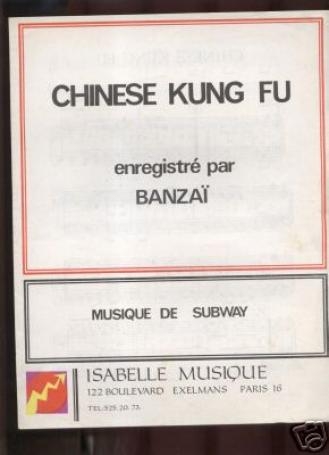 CHINESE KUNG FU
enregistré par
BANZAÏ
MUSIQUE DE SUBWAY
ISABELLE MUSIQUE
122 BOULEVARD EXELMANS PARIS 16
TEL:525. 20. 73.